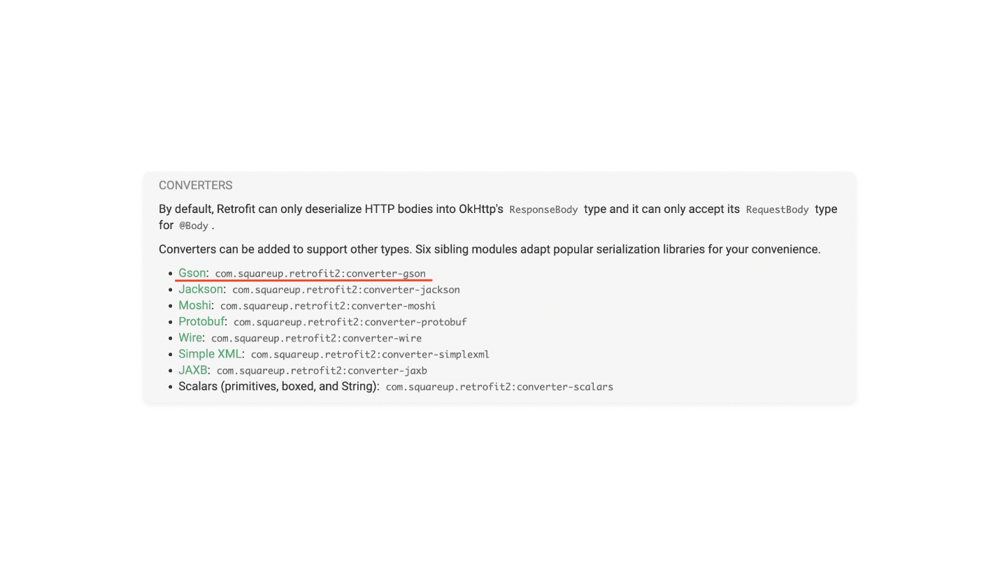 CONVERTERS
By default, Retrofit can only deserialize HTTP bodies into OkHttp's ResponseBody type and it can only accept its RequestBody type
for @Body.
Converters can be added to support other types. Six sibling modules adapt popular serialization libraries for your convenience.
• Gson: com.squareup.retrofit2:converter-gson
• Jackson: com.squareup.retrofit2:converter-jackson
• Moshi: com.squareup.retrofit2:converter-moshi
• Protobuf: com.squareup.retrofit2:converter-protobuf
• Wire: com.squareup.retrofit2:converter-wire
• Simple XML: com.squareup.retrofit2:converter-simplexml
• JAXB: com.squareup.retrofit2:converter-jaxb
• Scalars (primitives, boxed, and String): com.squareup.retrofit2:converter-scalars